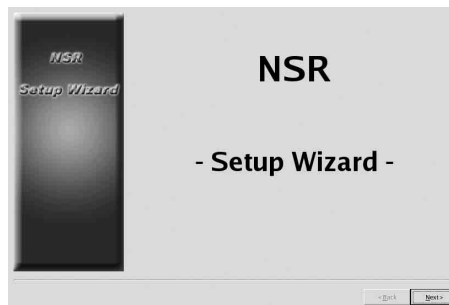 NSR
Setup Wizard
NSR
- Setup Wizard -
< Back
Next >